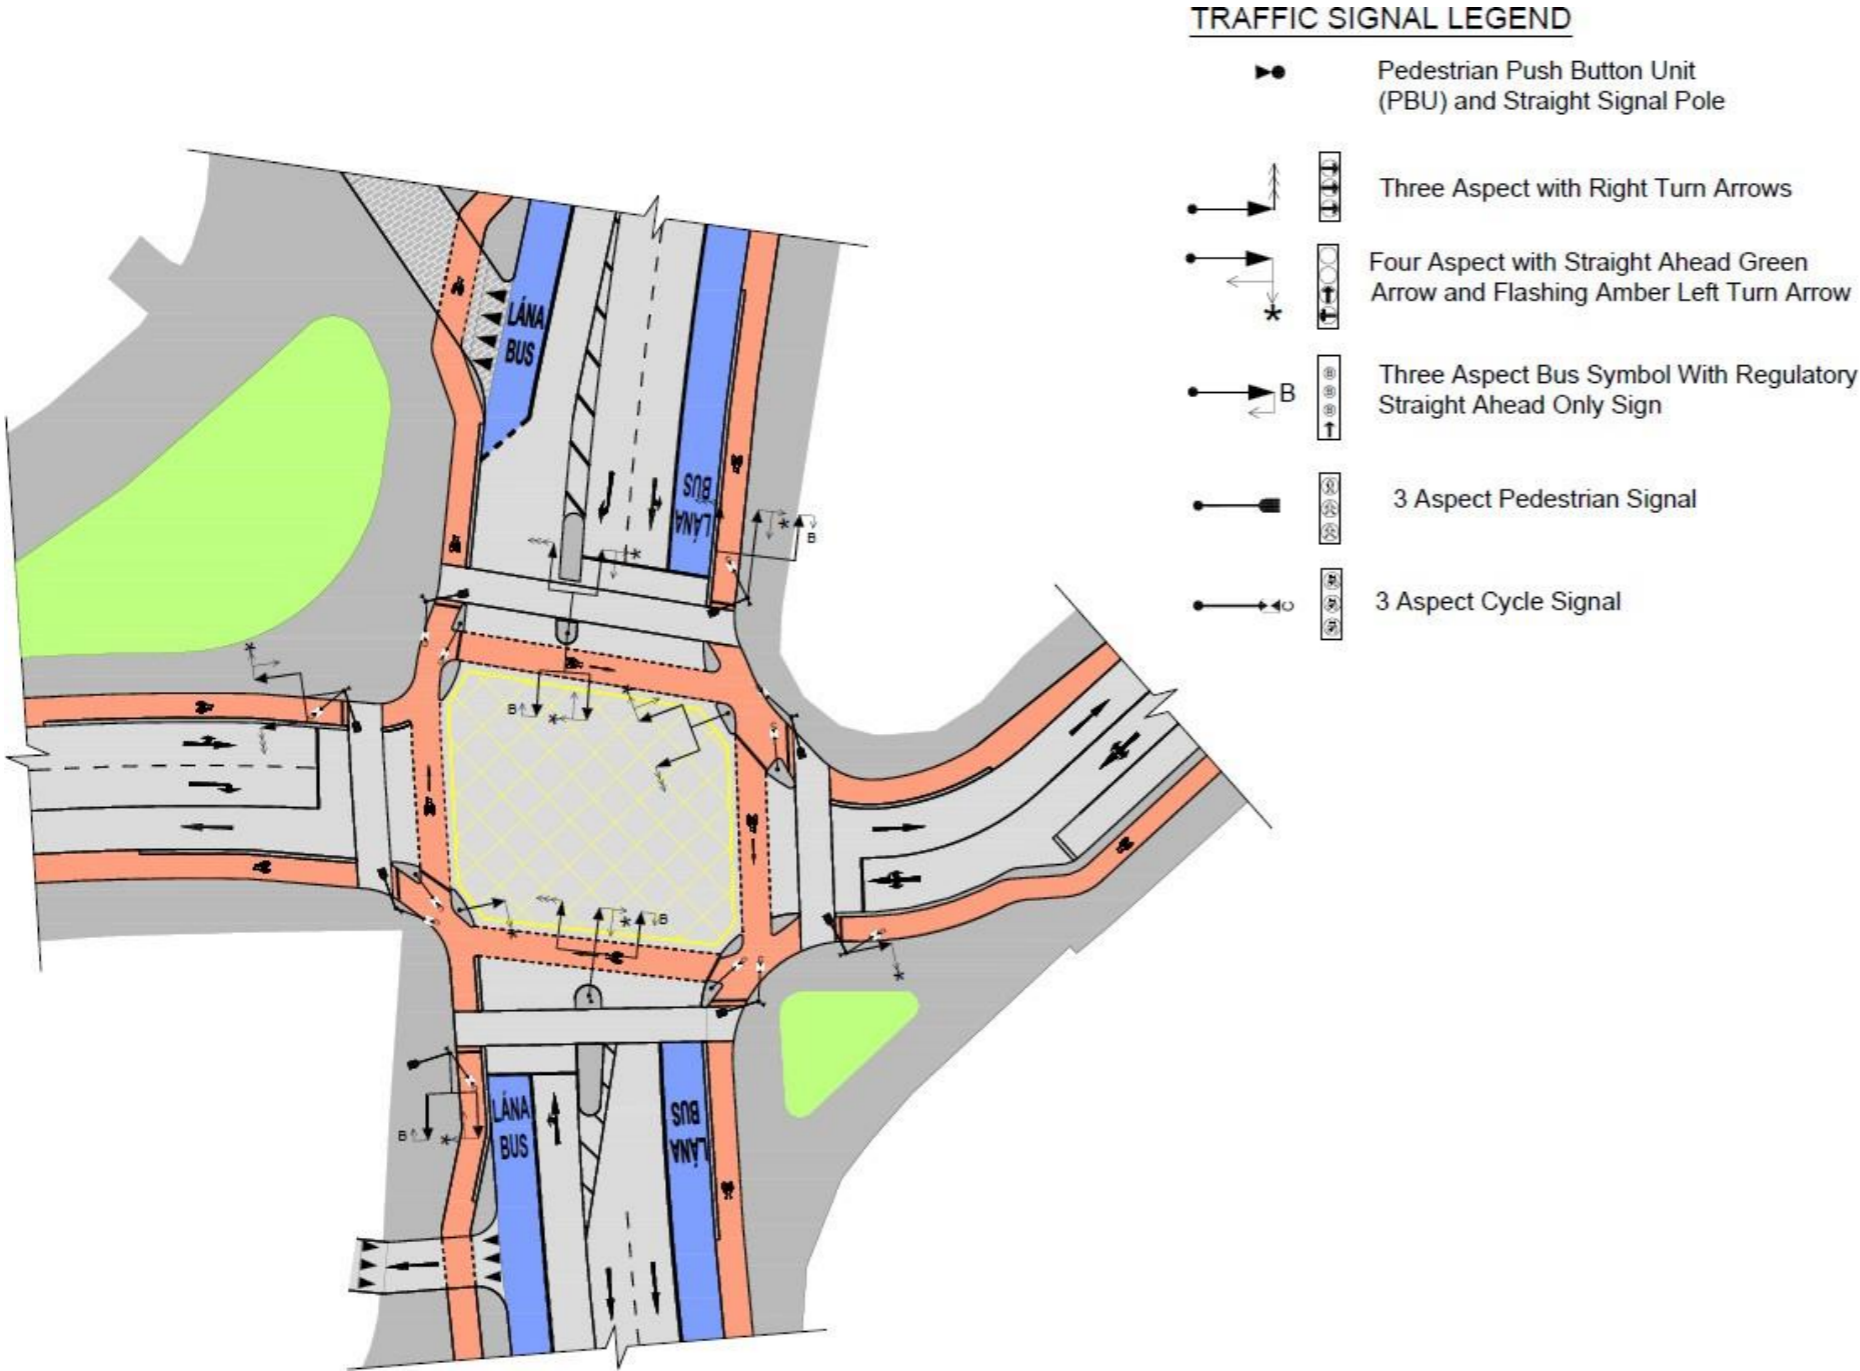 TRAFFIC SIGNAL LEGEND
Pedestrian Push Button Unit
(PBU) and Straight Signal Pole
Three Aspect with Right Turn Arrows
Four Aspect with Straight Ahead Green
Arrow and Flashing Amber Left Turn Arrow
B
Three Aspect Bus Symbol With Regulatory
Straight Ahead Only Sign
3 Aspect Pedestrian Signal
C
3 Aspect Cycle Signal
LÁNA
BUS
LÁNA
BUS
B
B
B
B
LÁNA
BUS
LÁNA
BUS